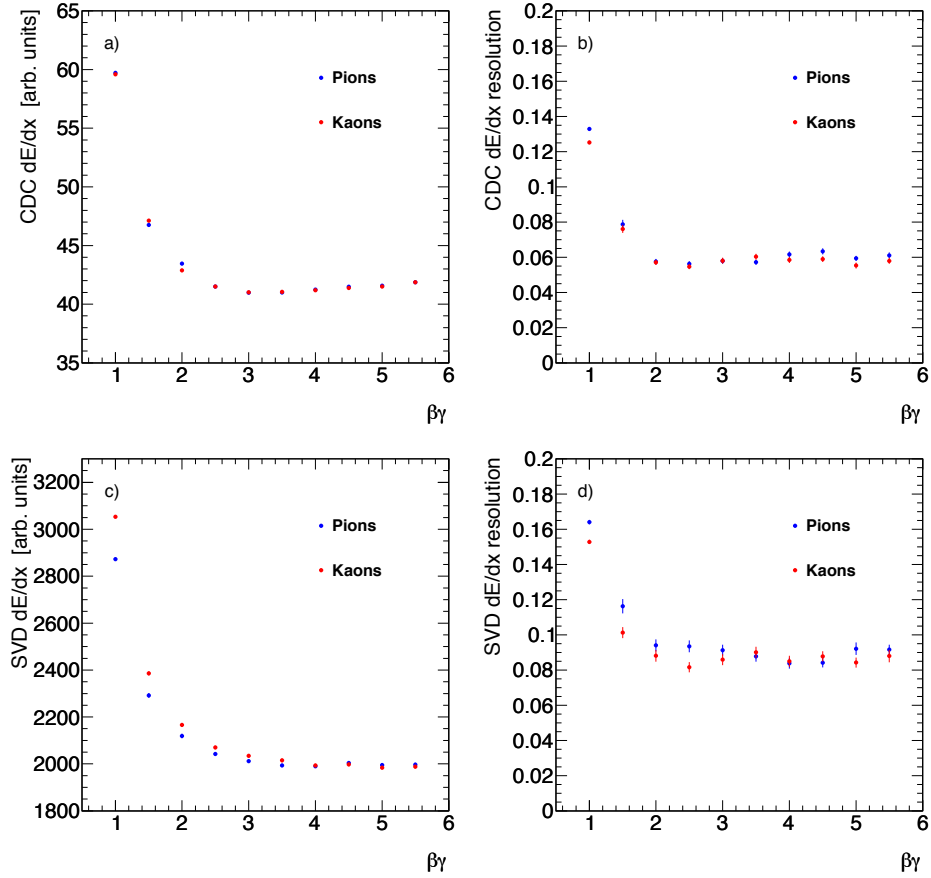 a)
CDC dE/dx [arb. units]
65
60
55
50
45
40
35
Pions
Kaons
1 2 3 4 5 6
βγ
b)
CDC dE/dx resolution
0.2
0.18
0.16
0.14
0.12
0.1
0.08
0.06
0.04
0.02
0
Pions
Kaons
1 2 3 4 5 6
βγ
c)
SVD dE/dx [arb. units]
3200
3000
2800
2600
2400
2200
2000
1800
Pions
Kaons
1 2 3 4 5 6
βγ
d)
SVD dE/dx resolution
0.2
0.18
0.16
0.14
0.12
0.1
0.08
0.06
0.04
0.02
0
Pions
Kaons
1 2 3 4 5 6
βγ